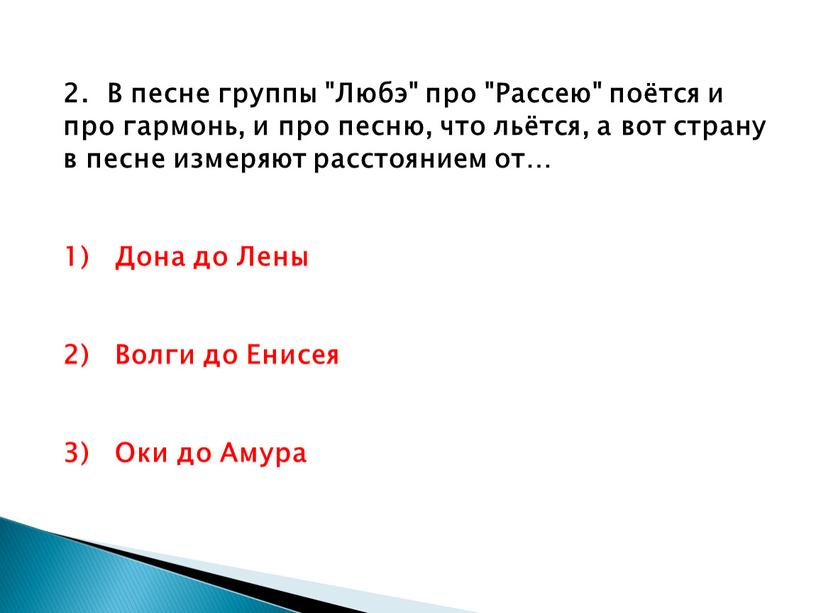 2. В песне группы "Любэ" про "Рассею" поётся и
про гармонь, и про песню, что льётся, а вот страну
в песне измеряют расстоянием от...
1) Дона до Лены
2) Волги до Енисея
3) Оки до Амура